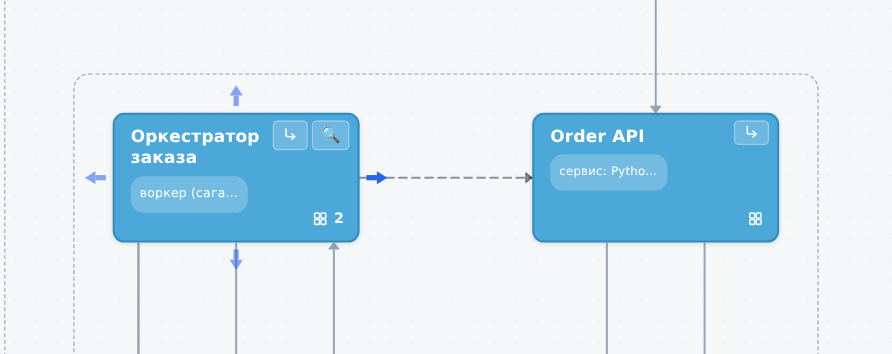 Оркестратор
заказа
воркер (сага...
2
Order API
сервис: Pytho...